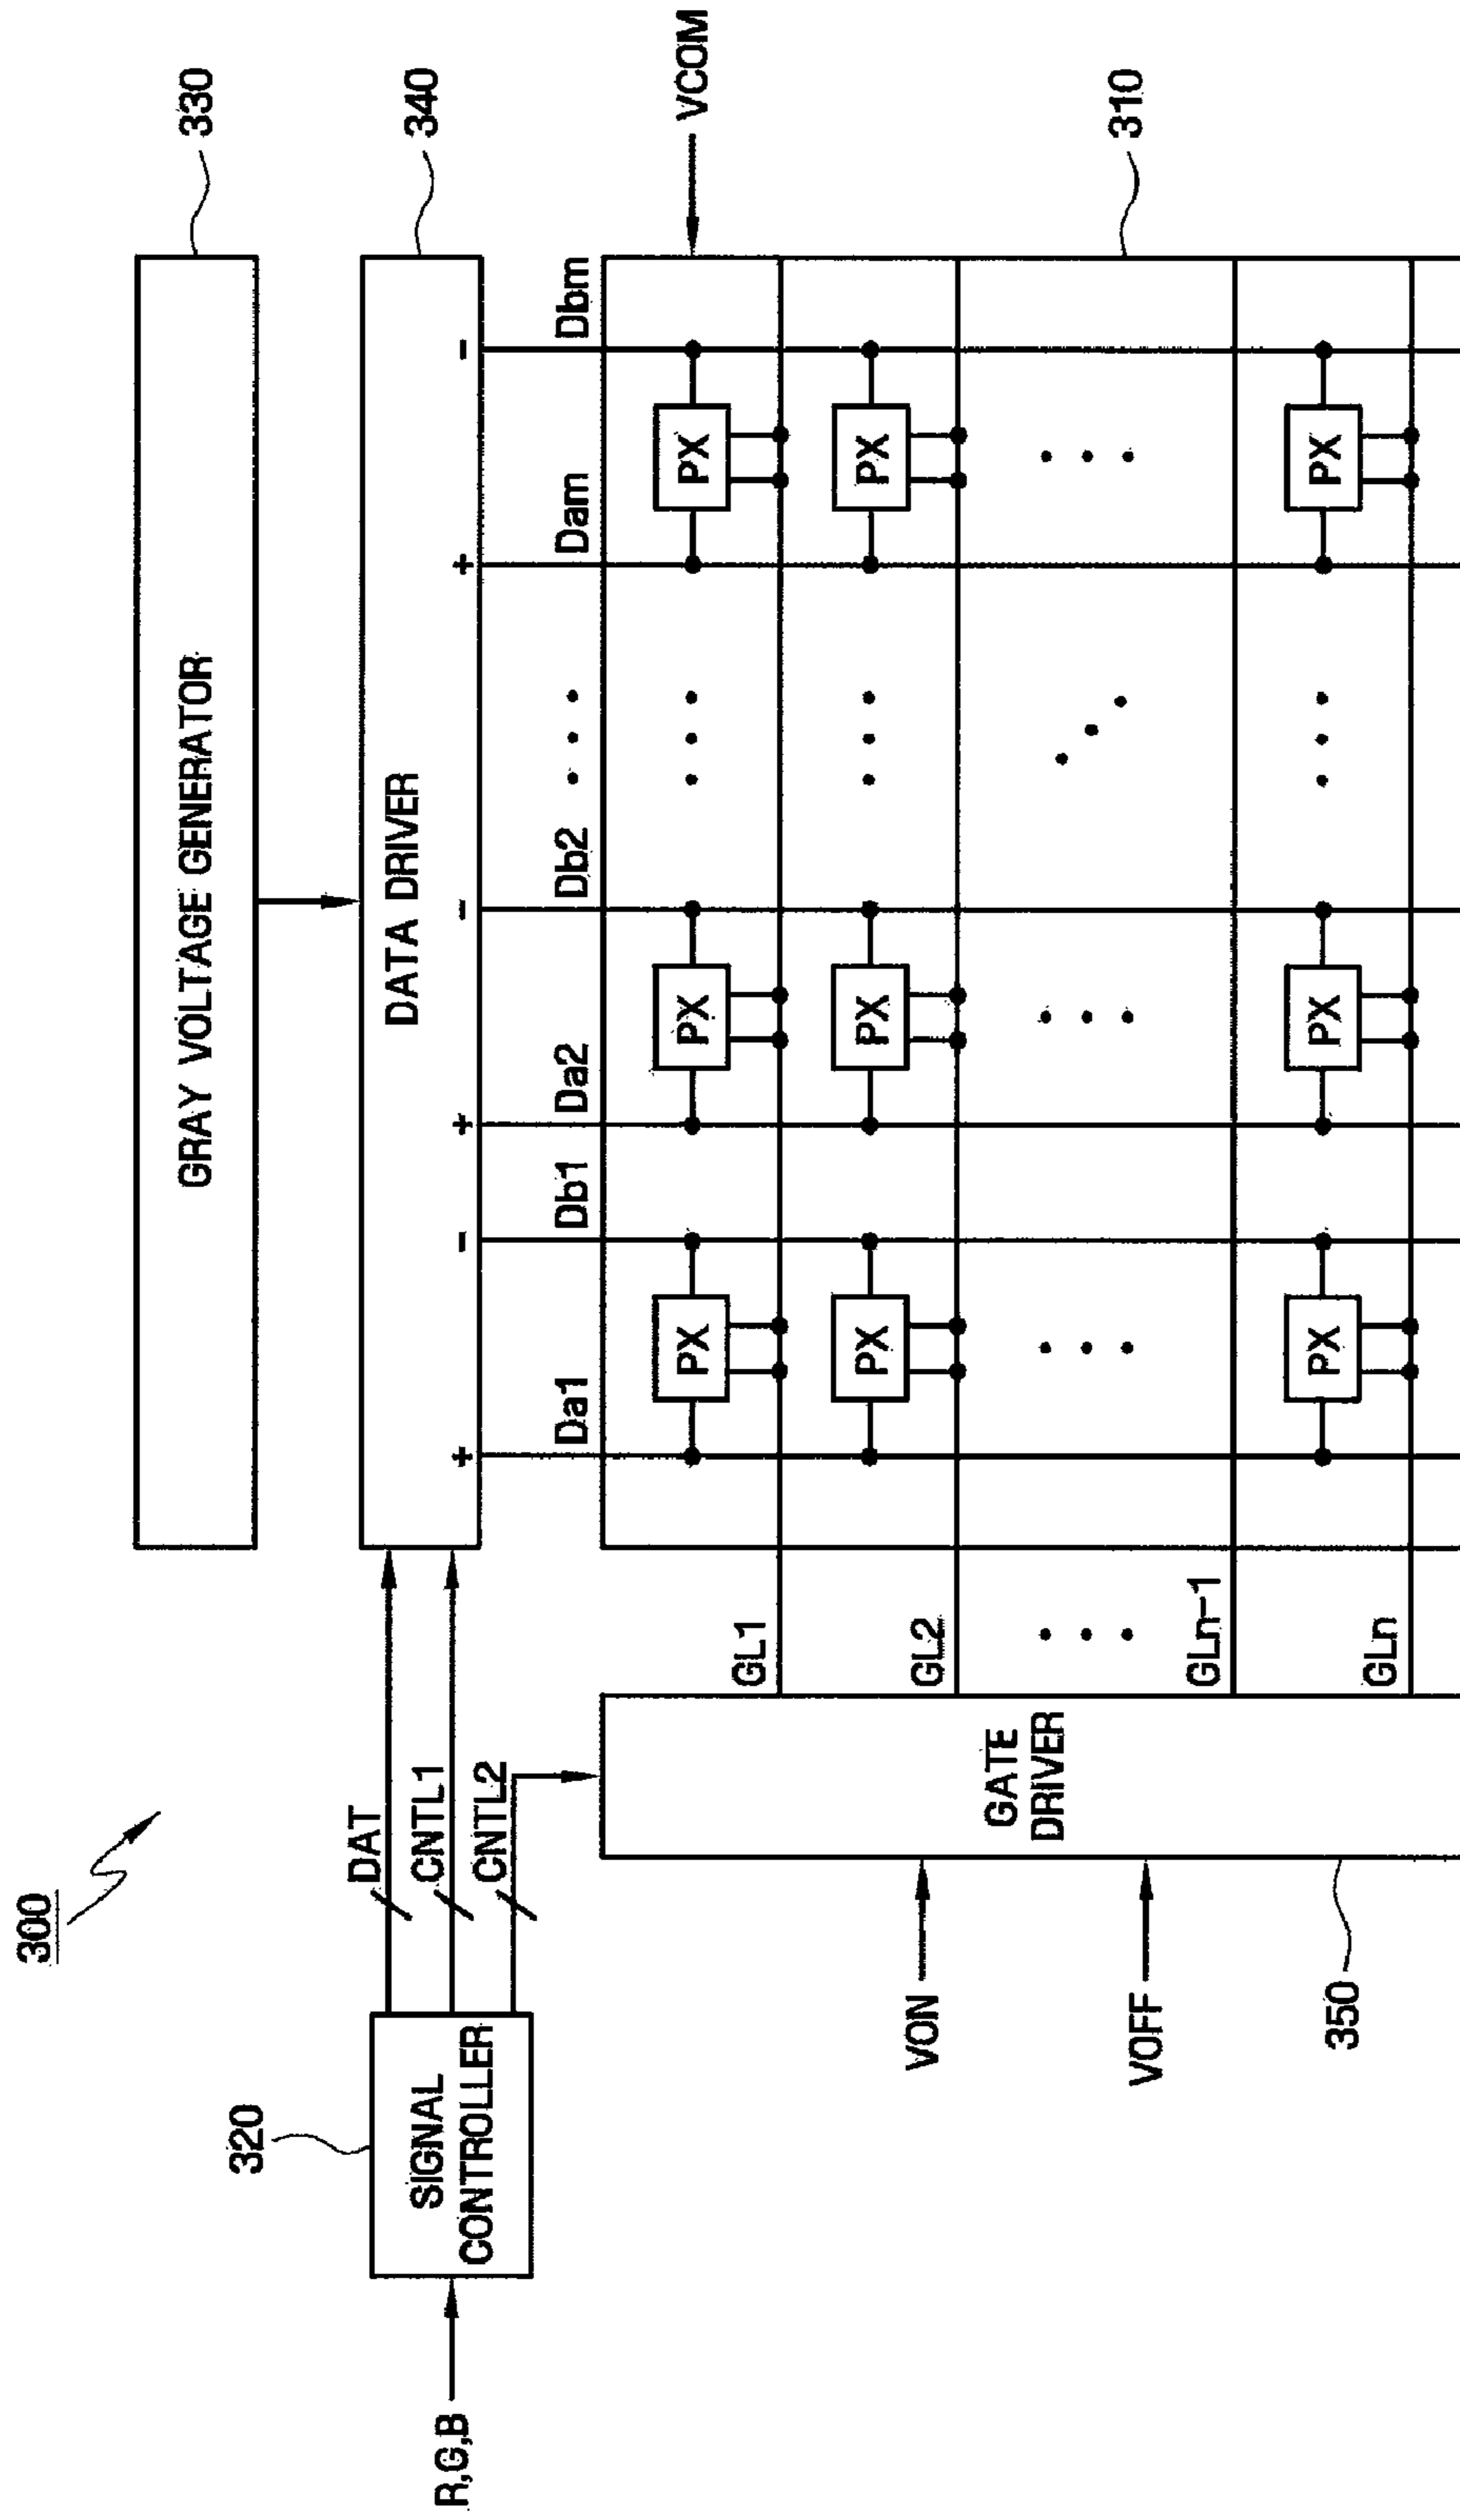 300
GRAY VOLTAGE GENERATOR
330
320
R,G,B
SIGNAL
CONTROLLER
DAT
CNTL1
CNTL2
DATA DRIVER
340
+ - + - + -
Da1 Db1 Da2 Db2 Dam Dbm
VCOM
PX PX PX
GL1
PX PX PX
GL2
VON
GATE
DRIVER
VOFF
310
GLn-1
PX PX PX
GLn
350